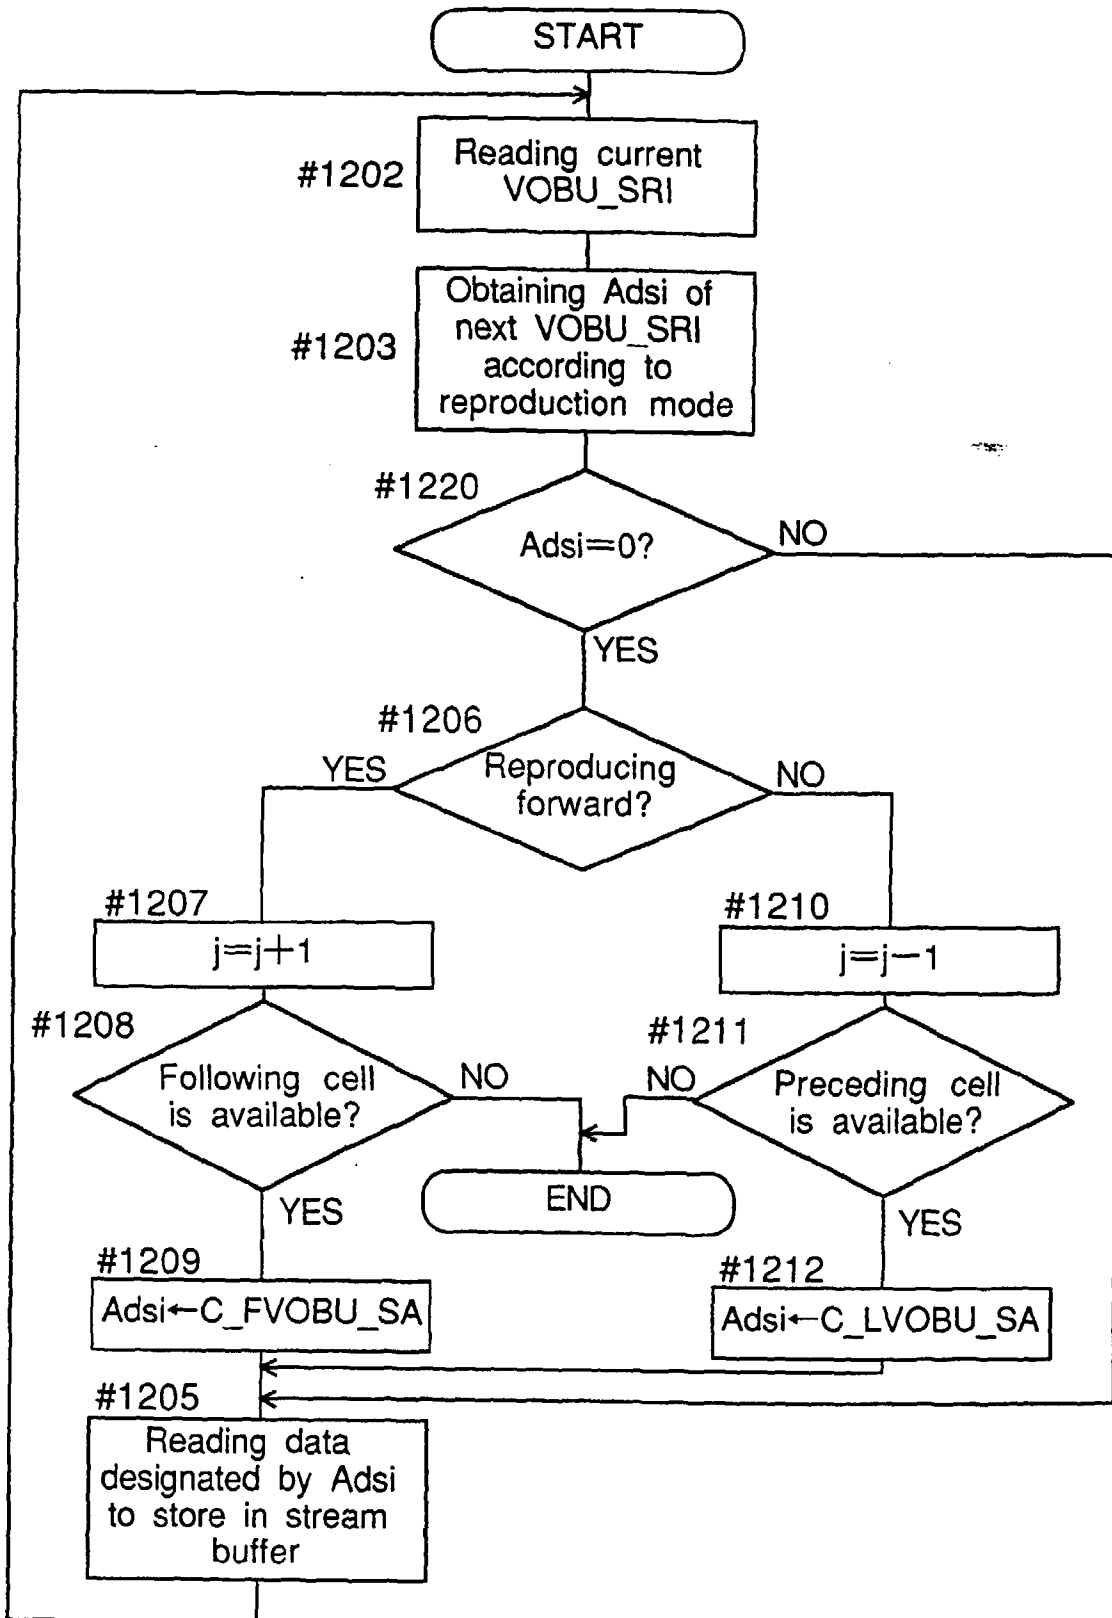 START
#1202
Reading current
VOBU_SRI
#1203
Obtaining Adsi of
next VOBU_SRI
according to
reproduction mode
#1220
Adsi=0?
NO
YES
#1206
Reproducing
forward?
YES
NO
#1207
j=j+1
#1210
j=j−1
#1208
Following cell
is available?
NO
YES
#1211
Preceding cell
is available?
NO
YES
END
#1209
Adsi←C_FVOBU_SA
#1212
Adsi←C_LVOBU_SA
#1205
Reading data
designated by Adsi
to store in stream
buffer